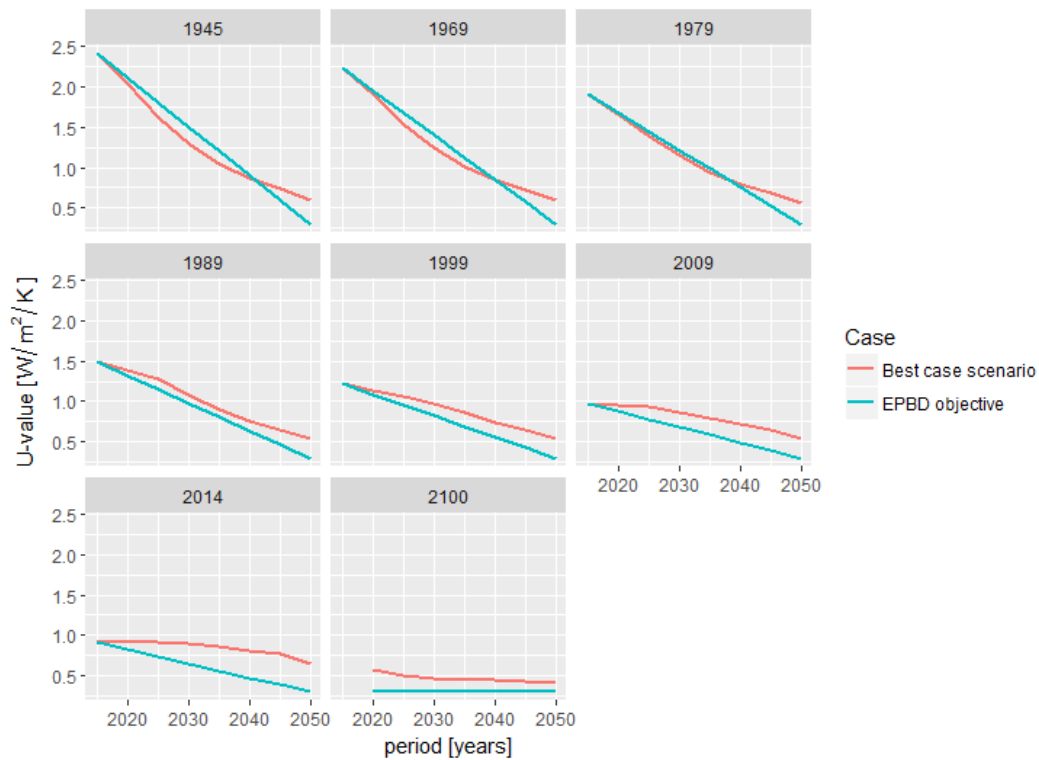 1945 1969 1979
2.5
2.0
1.5
1.0
0.5
1989 1999 2009
2.5
2.0
1.5
1.0
0.5
2020 2030 2040 2050
2014 2100
2.5
2.0
1.5
1.0
0.5
2020 2030 2040 2050 2020 2030 2040 2050
period [years]
U-value [W/m²/K]
Case
Best case scenario
EPBD objective